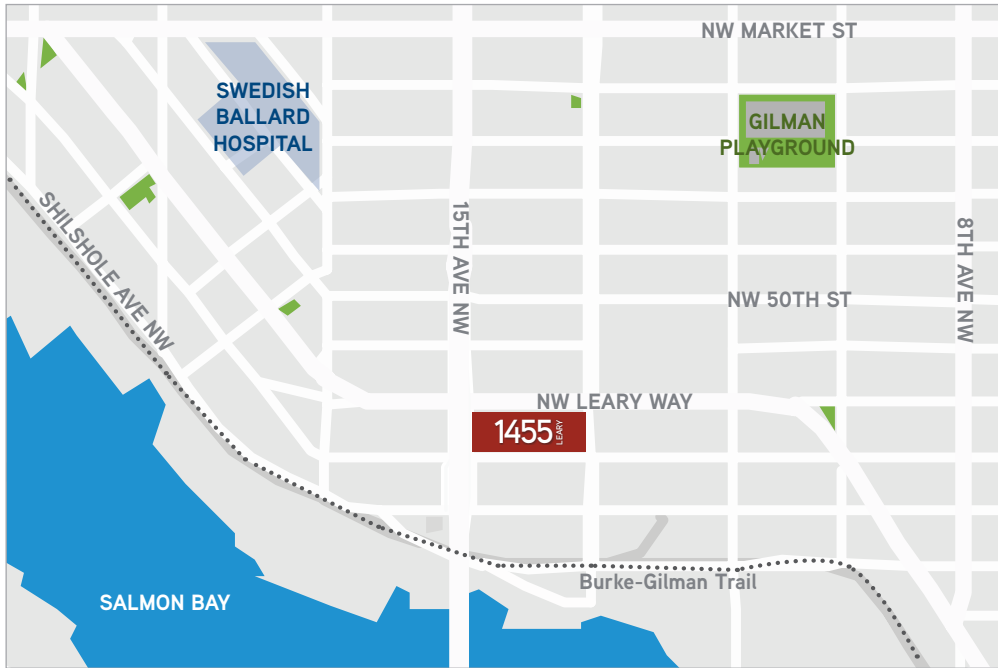 NW MARKET ST
SWEDISH
BALLARD
HOSPITAL
GILMAN
PLAYGROUND
SHILSHOLE AVE NW
15TH AVE NW
8TH AVE NW
NW 50TH ST
NW LEARY WAY
1455 LEARY
Burke-Gilman Trail
SALMON BAY